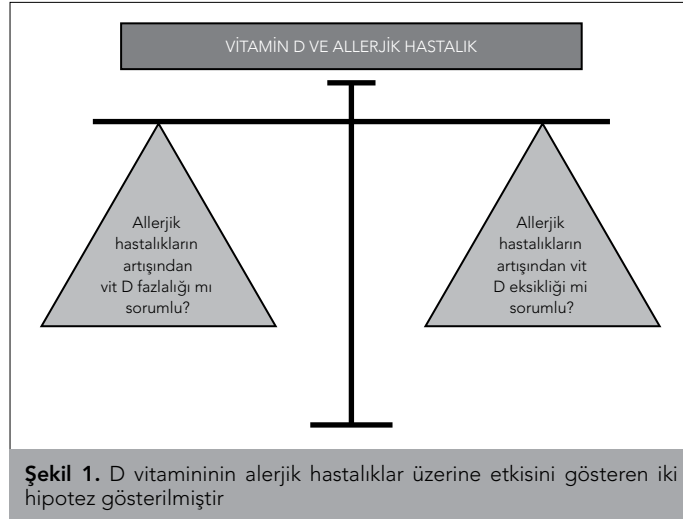 VİTAMİN D VE ALLERJİK HASTALIK
Allerjik
hastalıkların
artışından
vit D fazlalığı mı
sorumlu?
Allerjik
hastalıkların
artışından vit
D eksikliği mi
sorumlu?
Şekil 1. D vitamininin alerjik hastalıklar üzerine etkisini gösteren iki
hipotez gösterilmiştir